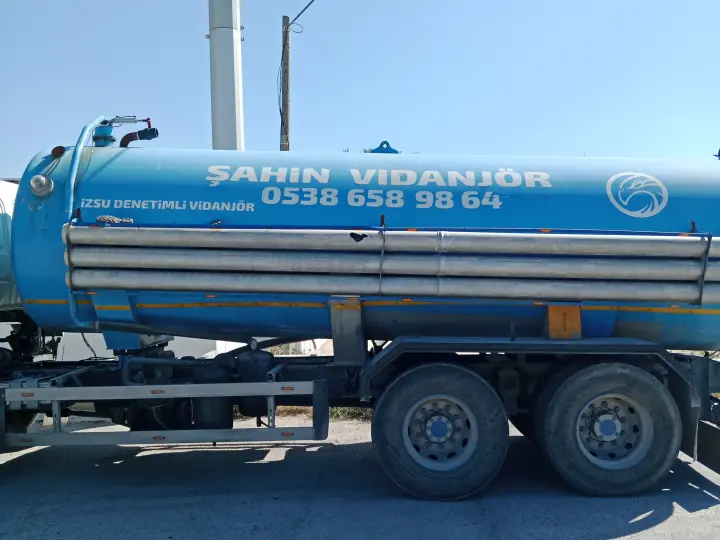 ŞAHİN VİDANJÖR
0538 658 98 64
İZSU DENETİMLİ VİDANJÖR